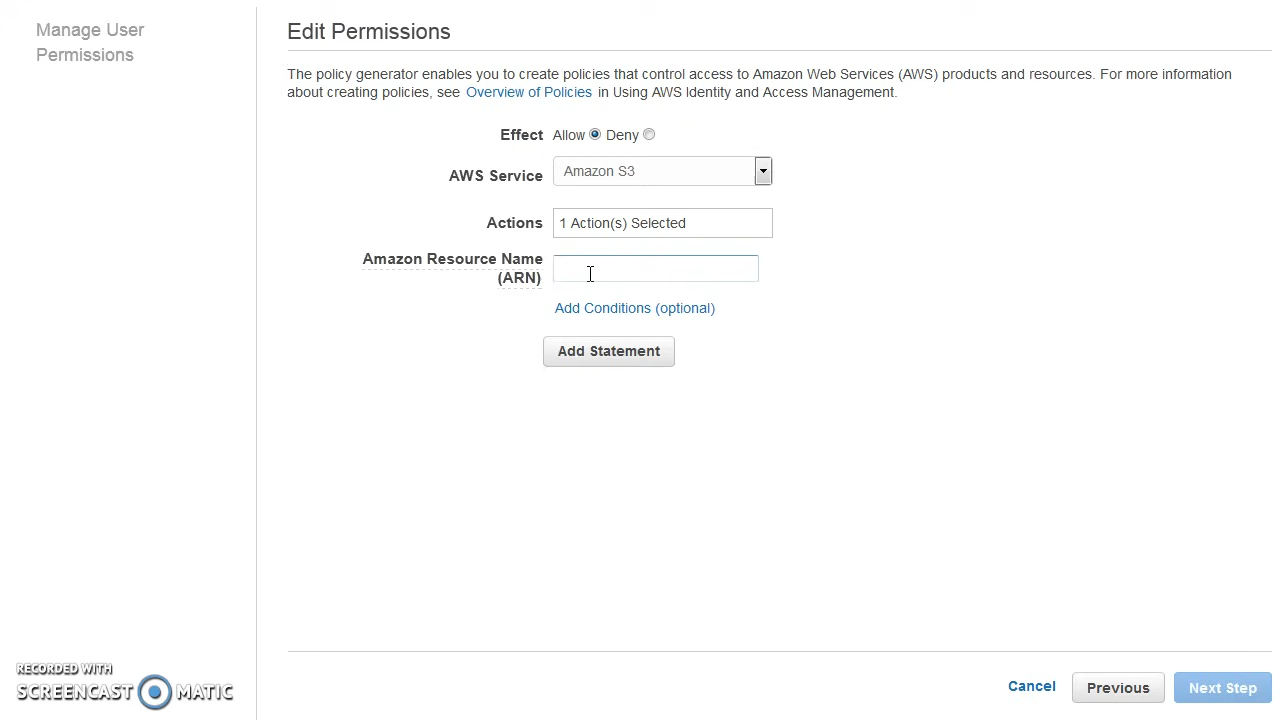 Manage User
Permissions
Edit Permissions
The policy generator enables you to create policies that control access to Amazon Web Services (AWS) products and resources. For more information
about creating policies, see Overview of Policies in Using AWS Identity and Access Management.
Effect Allow Deny
AWS Service Amazon S3
Actions 1 Action(s) Selected
Amazon Resource Name
(ARN)
Add Conditions (optional)
Add Statement
RECORDED WITH
SCREENCAST MATIC
Cancel Previous Next Step